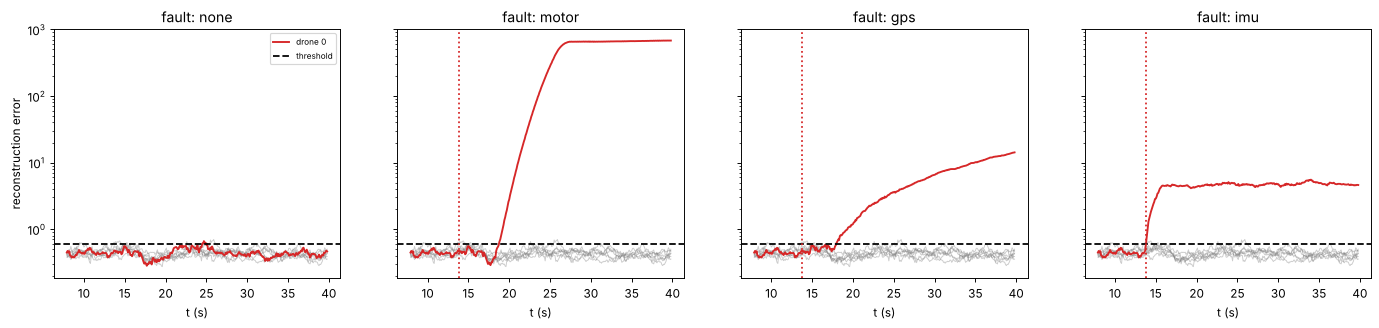 fault: none
fault: motor
fault: gps
fault: imu
drone 0
threshold
reconstruction error
10³
10²
10¹
10⁰
10 15 20 25 30 35 40
10 15 20 25 30 35 40
10 15 20 25 30 35 40
10 15 20 25 30 35 40
t (s)
t (s)
t (s)
t (s)